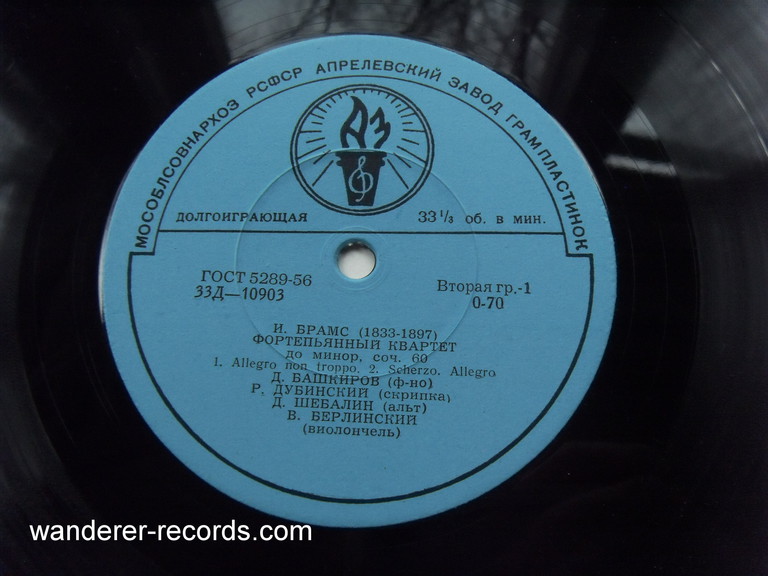 МОСОБЛСОВНАРХОЗ РСФСР АПРЕЛЕВСКИЙ ЗАВОД ГРАМПЛАСТИНОК
АЗ
ДОЛГОИГРАЮЩАЯ 33 1/3 об. в мин.
ГОСТ 5289-56 Вторая гр.-1
33Д—10903 0-70
И. БРАМС (1833-1897)
ФОРТЕПЬЯННЫЙ КВАРТЕТ
до минор, соч. 60
1. Allegro non troppo, 2. Scherzo. Allegro
Д. БАШКИРОВ (ф-но)
Р. ДУБИНСКИЙ (скрипка)
Д. ШЕБАЛИН (альт)
В. БЕРЛИНСКИЙ
(виолончель)
wanderer-records.com